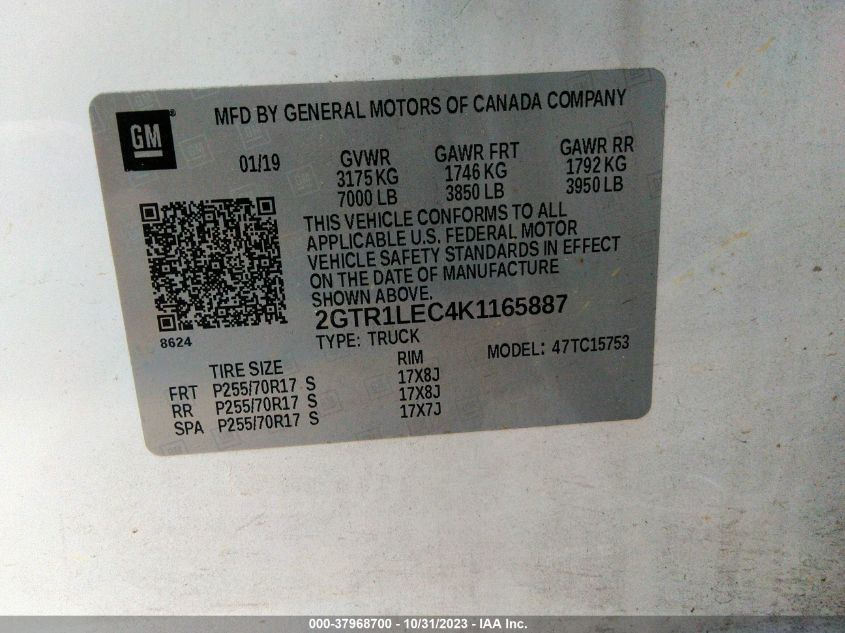 GM®
MFD BY GENERAL MOTORS OF CANADA COMPANY
01/19 GVWR GAWR FRT GAWR RR
3175 KG 1746 KG 1792 KG
7000 LB 3850 LB 3950 LB
THIS VEHICLE CONFORMS TO ALL
APPLICABLE U.S. FEDERAL MOTOR
VEHICLE SAFETY STANDARDS IN EFFECT
ON THE DATE OF MANUFACTURE
SHOWN ABOVE.
2GTR1LEC4K1165887
8624
TYPE: TRUCK MODEL: 47TC15753
TIRE SIZE RIM
FRT P255/70R17 S 17X8J
RR P255/70R17 S 17X8J
SPA P255/70R17 S 17X7J
000-37968700 - 10/31/2023 - IAA Inc.